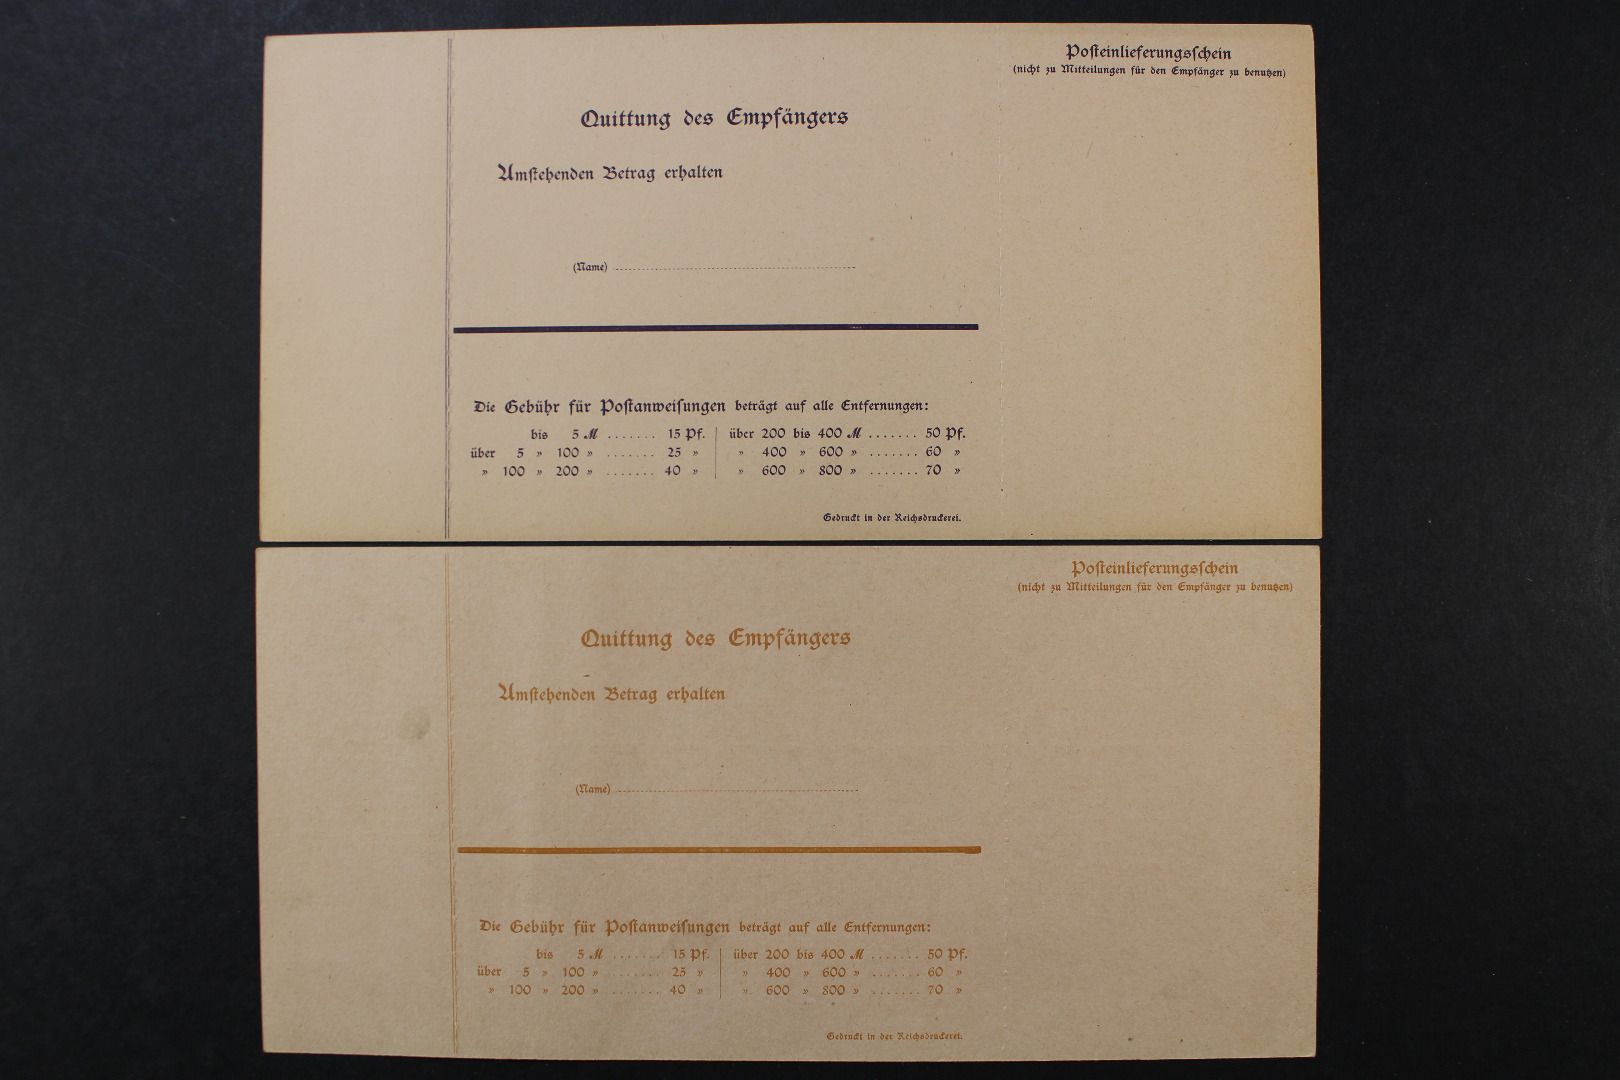 Posteinlieferungsschein
(nicht zu Mitteilungen für den Empfänger zu benutzen)
Quittung des Empfängers
Umstehenden Betrag erhalten
(Name)
Die Gebühr für Postanweisungen beträgt auf alle Entfernungen:
bis 5 ℳ ....... 15 Pf. | über 200 bis 400 ℳ ....... 50 Pf.
über 5 » 100 » ....... 25 » | » 400 » 600 » ....... 60 »
» 100 » 200 » ....... 40 » | » 600 » 800 » ....... 70 »
Gedruckt in der Reichsdruckerei.
Posteinlieferungsschein
(nicht zu Mitteilungen für den Empfänger zu benutzen)
Quittung des Empfängers
Umstehenden Betrag erhalten
(Name)
Die Gebühr für Postanweisungen beträgt auf alle Entfernungen:
bis 5 ℳ ....... 15 Pf. | über 200 bis 400 ℳ ....... 50 Pf.
über 5 » 100 » ....... 25 » | » 400 » 600 » ....... 60 »
» 100 » 200 » ....... 40 » | » 600 » 800 » ....... 70 »
Gedruckt in der Reichsdruckerei.